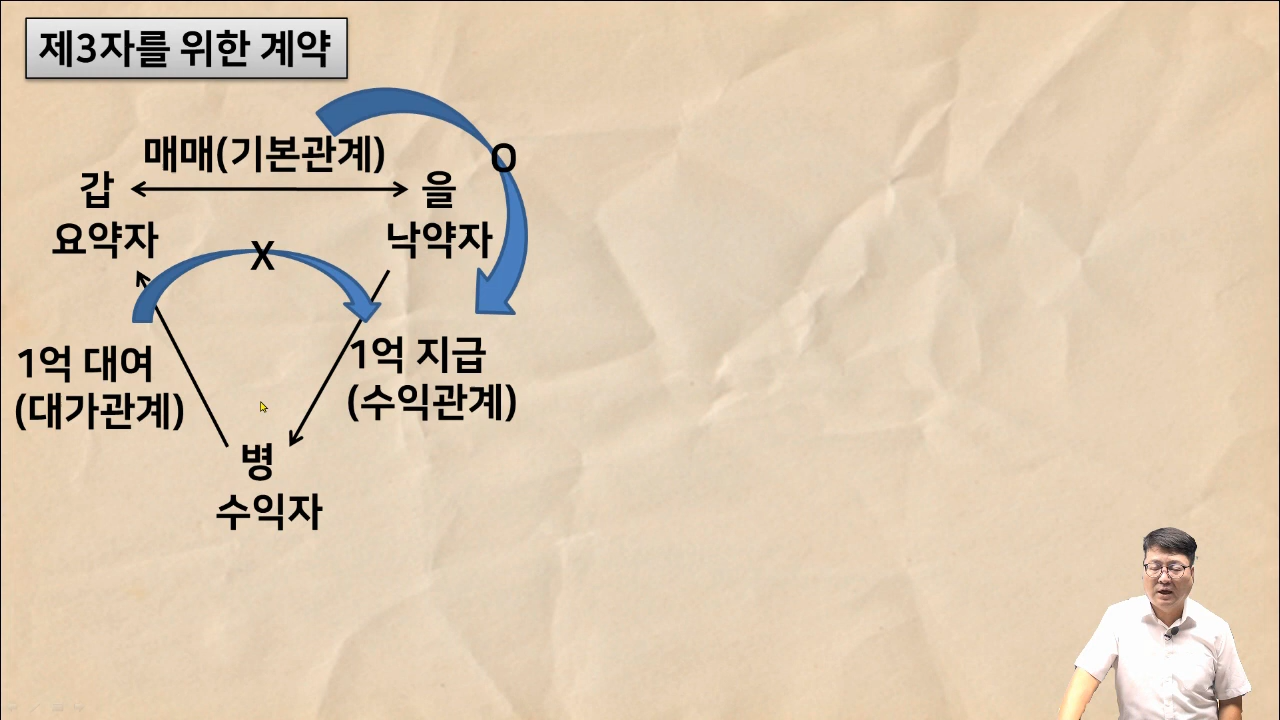 제3자를 위한 계약
매매(기본관계)
O
갑
을
요약자
낙약자
X
1억 대여
(대가관계)
1억 지급
(수익관계)
병
수익자